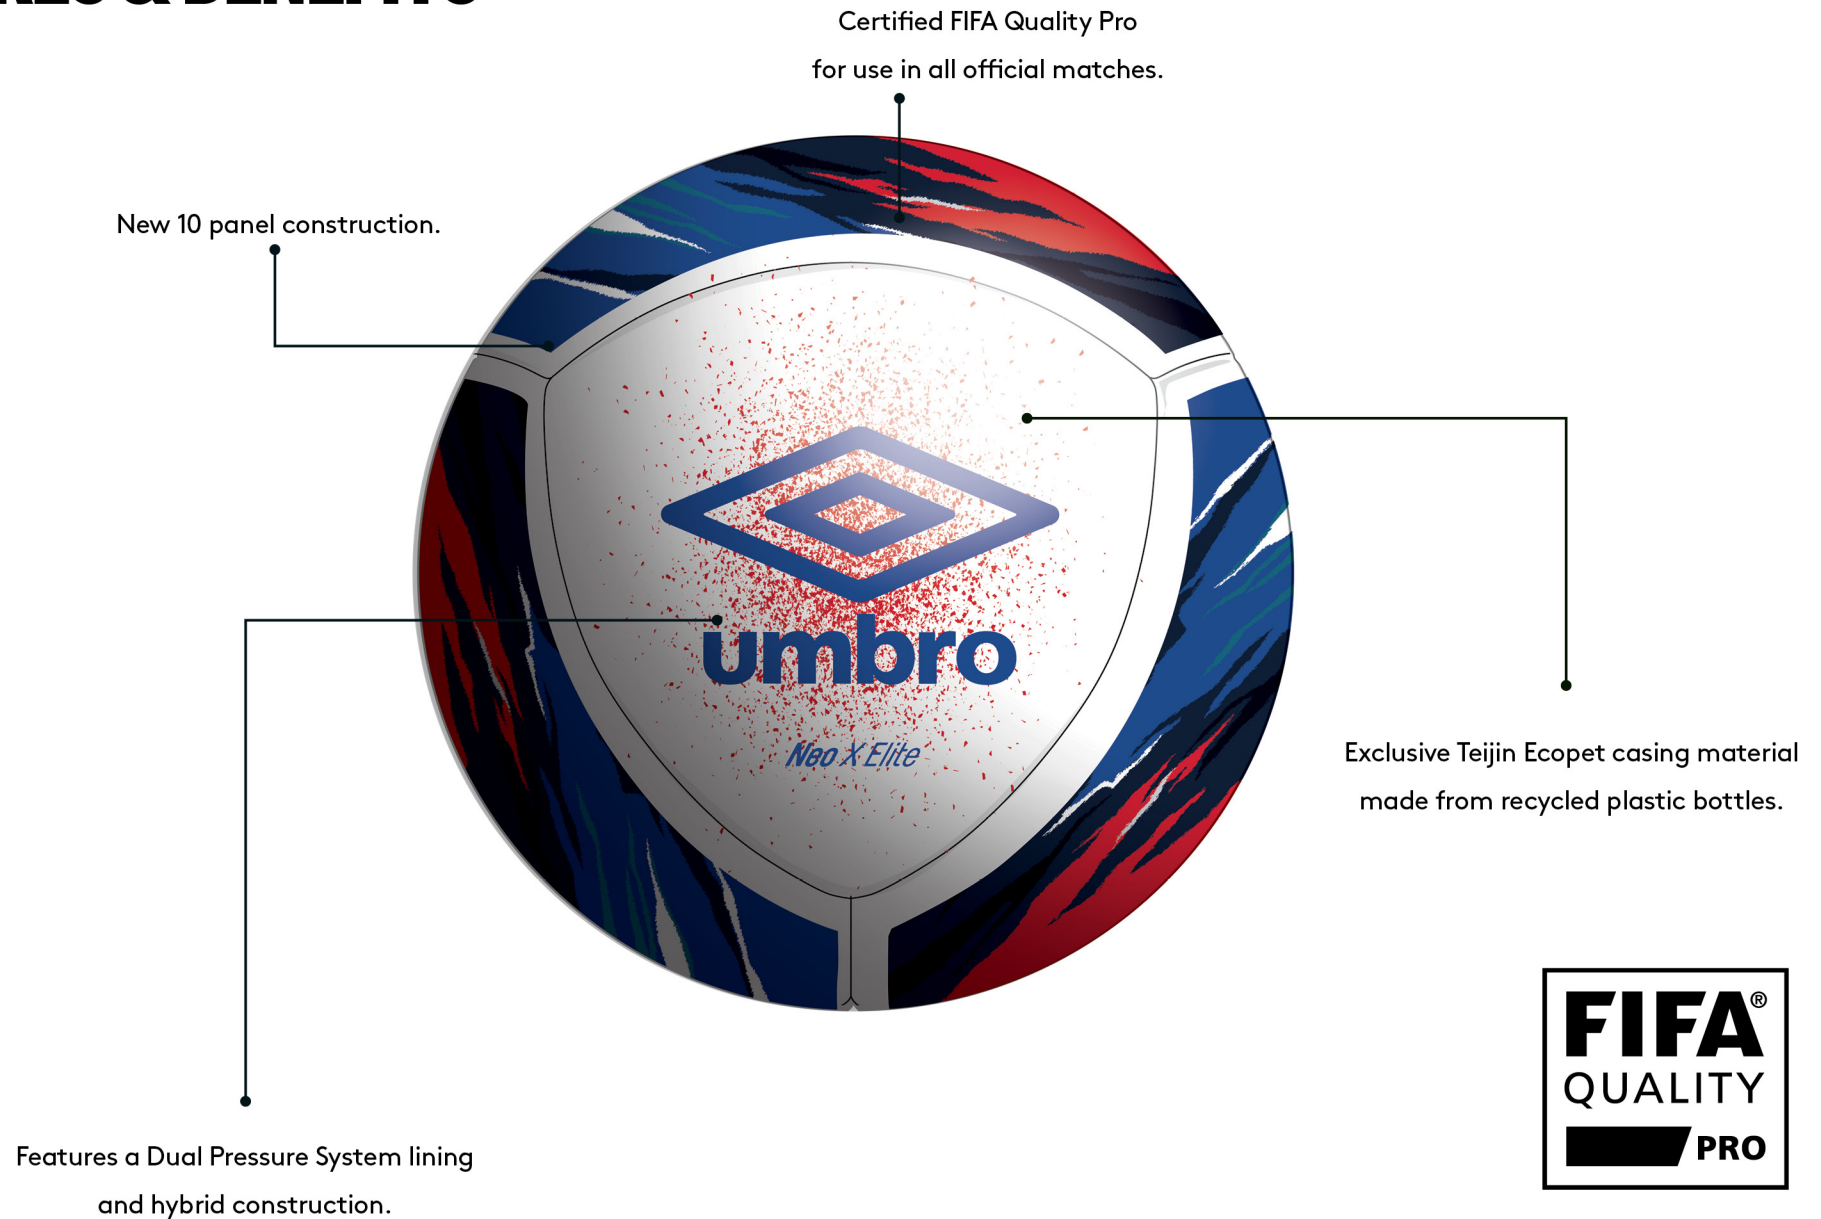 & BENEFITS
Certified FIFA Quality Pro
for use in all official matches.
New 10 panel construction.
umbro
Neo X Elite
Exclusive Teijin Ecopet casing material
made from recycled plastic bottles.
FIFA®
QUALITY
PRO
Features a Dual Pressure System lining
and hybrid construction.